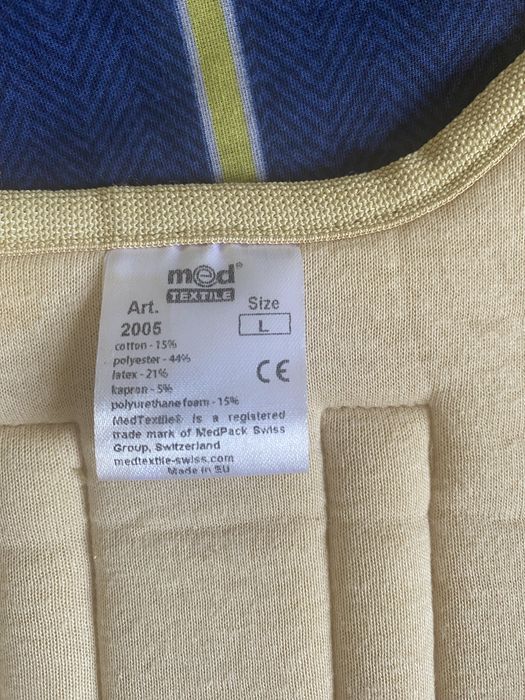 med®
TEXTILE
Art. Size
2005 L
cotton - 15%
polyester - 44%
latex - 21%
kapron - 5%
polyurethane foam - 15%
CE
MedTextile® is a registered
trade mark of MedPack Swiss
Group, Switzerland
medtextile-swiss.com
Made in EU